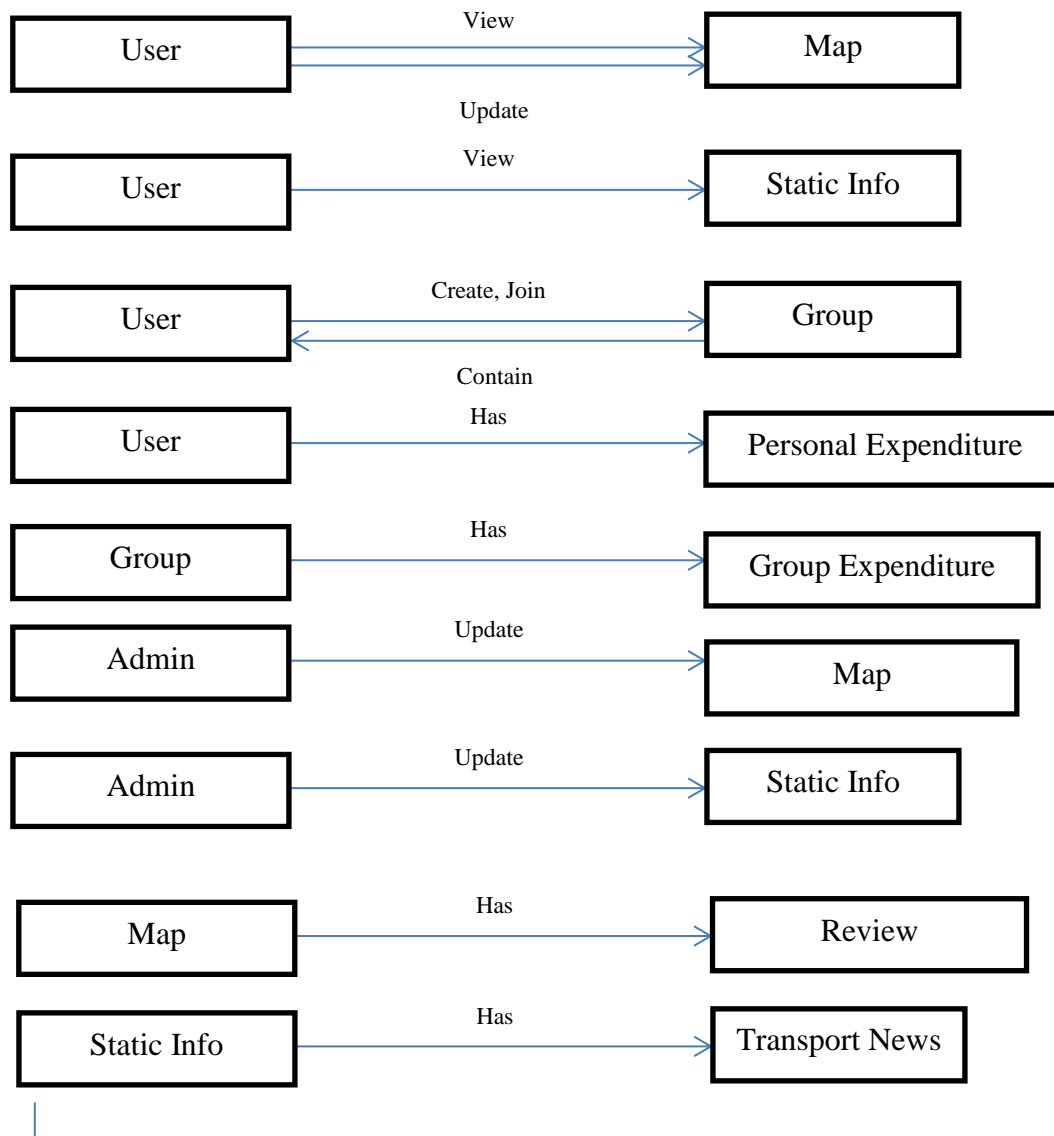 View
User
Map
Update
View
User
Static Info
Create, Join
User
Group
Contain
Has
User
Personal Expenditure
Has
Group
Group Expenditure
Update
Admin
Map
Update
Admin
Static Info
Has
Map
Review
Has
Static Info
Transport News